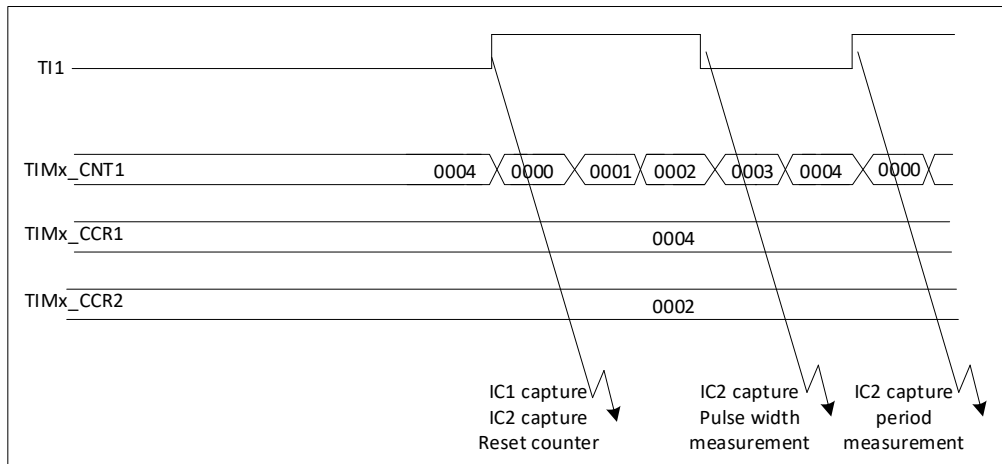 TI1
TIMx_CNT1
0004 0000 0001 0002 0003 0004 0000
TIMx_CCR1
0004
TIMx_CCR2
0002
IC1 capture
IC2 capture
Reset counter
IC2 capture
Pulse width
measurement
IC2 capture
period
measurement